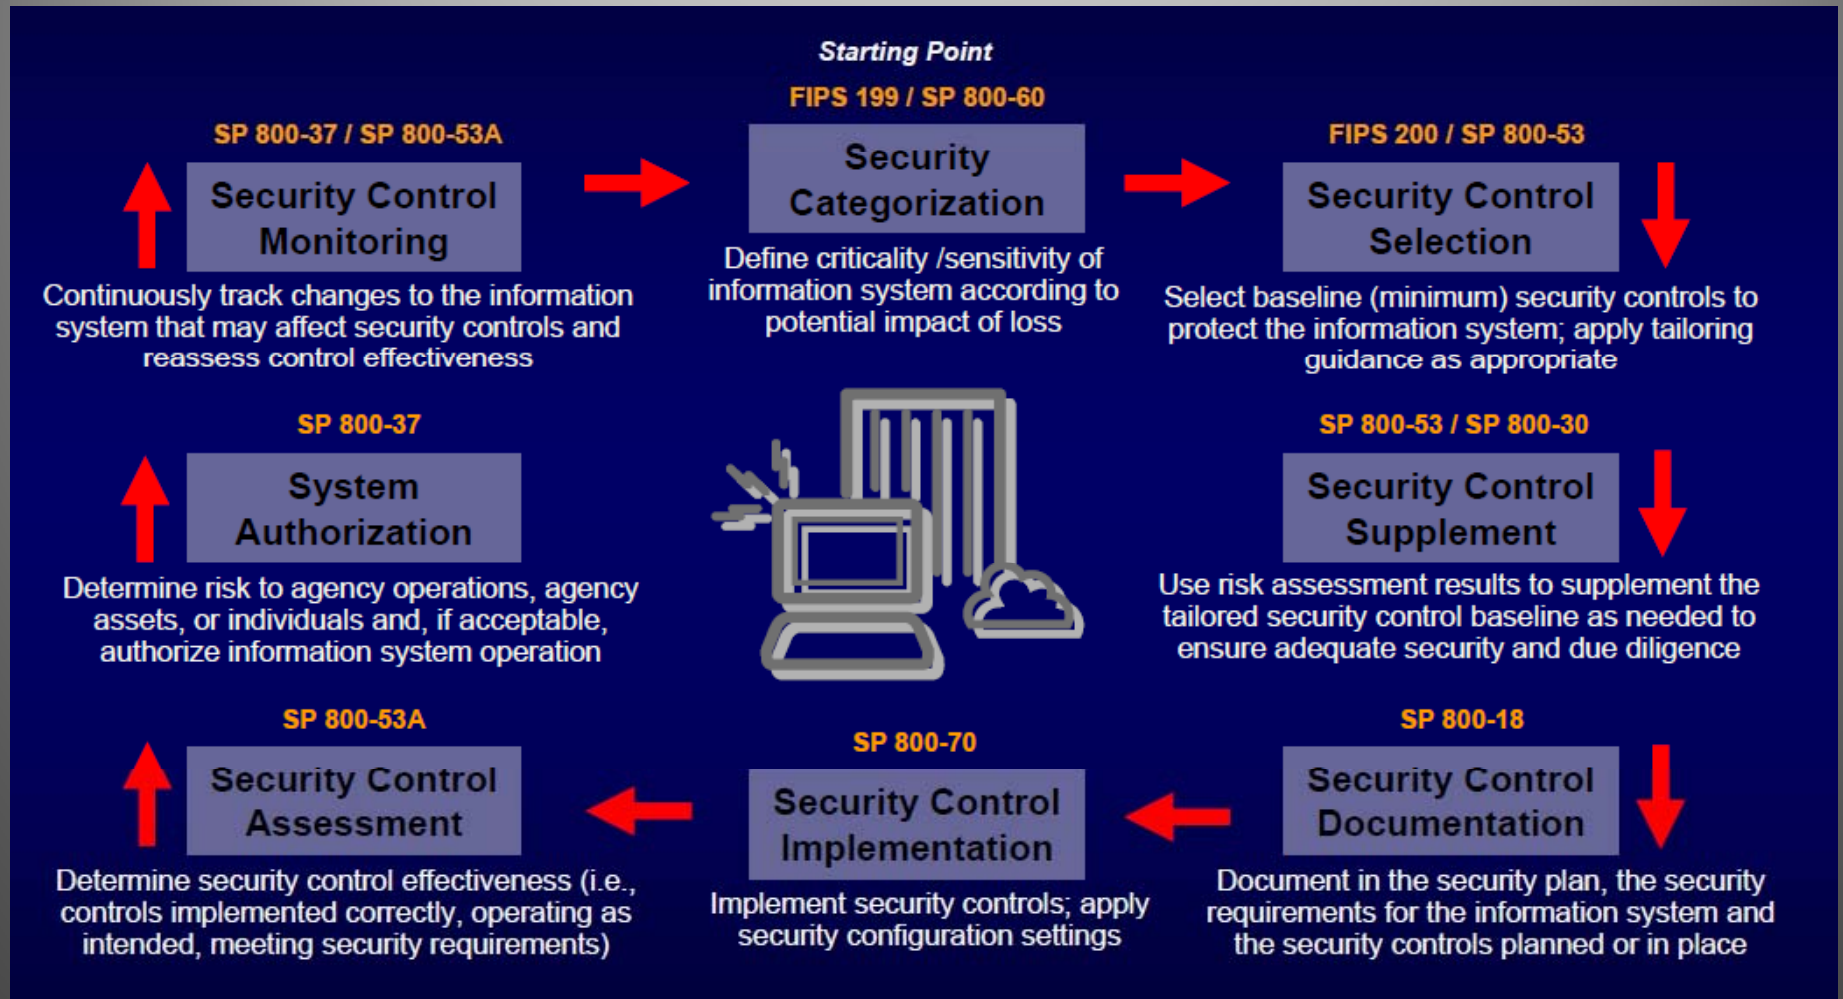 Starting Point
FIPS 199 / SP 800-60
Security
Categorization
Define criticality /sensitivity of
information system according to
potential impact of loss
FIPS 200 / SP 800-53
Security Control
Selection
Select baseline (minimum) security controls to
protect the information system; apply tailoring
guidance as appropriate
SP 800-53 / SP 800-30
Security Control
Supplement
Use risk assessment results to supplement the
tailored security control baseline as needed to
ensure adequate security and due diligence
SP 800-18
Security Control
Documentation
Document in the security plan, the security
requirements for the information system and
the security controls planned or in place
SP 800-70
Security Control
Implementation
Implement security controls; apply
security configuration settings
SP 800-53A
Security Control
Assessment
Determine security control effectiveness (i.e.,
controls implemented correctly, operating as
intended, meeting security requirements)
SP 800-37
System
Authorization
Determine risk to agency operations, agency
assets, or individuals and, if acceptable,
authorize information system operation
SP 800-37 / SP 800-53A
Security Control
Monitoring
Continuously track changes to the information
system that may affect security controls and
reassess control effectiveness